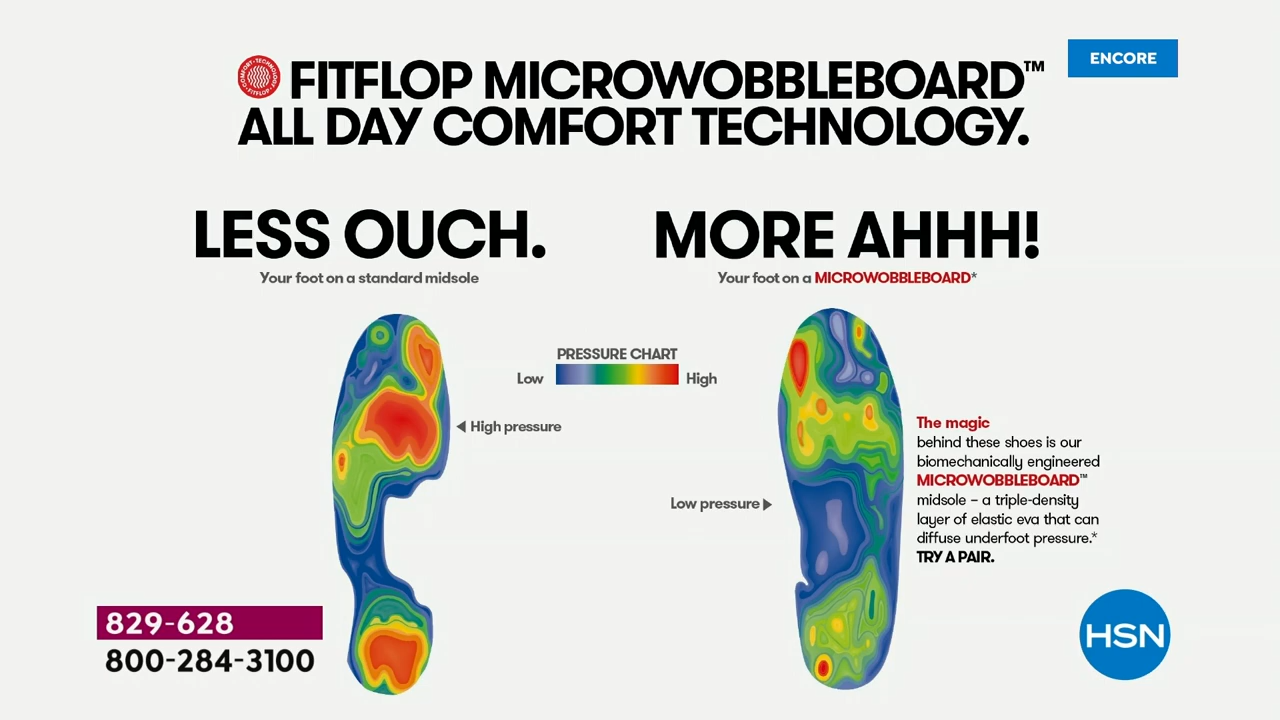 ENCORE
FITFLOP MICROWOBBLEBOARD™
ALL DAY COMFORT TECHNOLOGY.
LESS OUCH.
Your foot on a standard midsole
MORE AHHH!
Your foot on a MICROWOBBLEBOARD*
PRESSURE CHART
Low
High
High pressure
Low pressure
The magic
behind these shoes is our
biomechanically engineered
MICROWOBBLEBOARD™
midsole – a triple-density
layer of elastic eva that can
diffuse underfoot pressure.*
TRY A PAIR.
829-628
800-284-3100
HSN